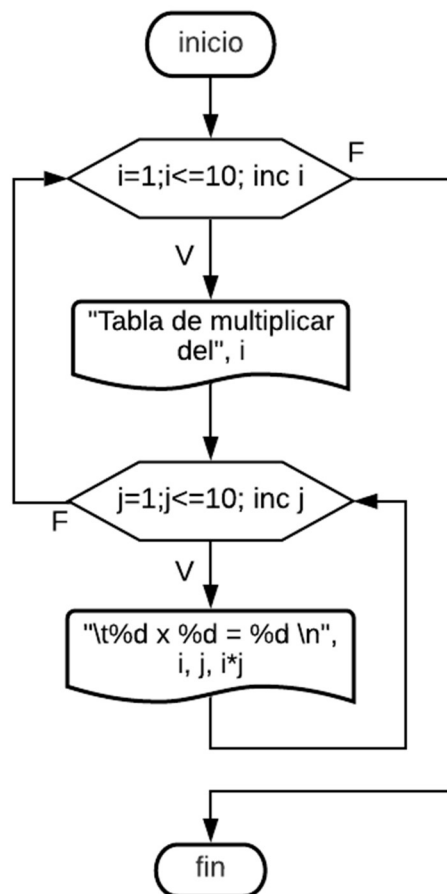 inicio
i=1;i<=10; inc i
F
V
"Tabla de multiplicar
del", i
j=1;j<=10; inc j
F
V
"\t%d x %d = %d \n",
i, j, i*j
fin